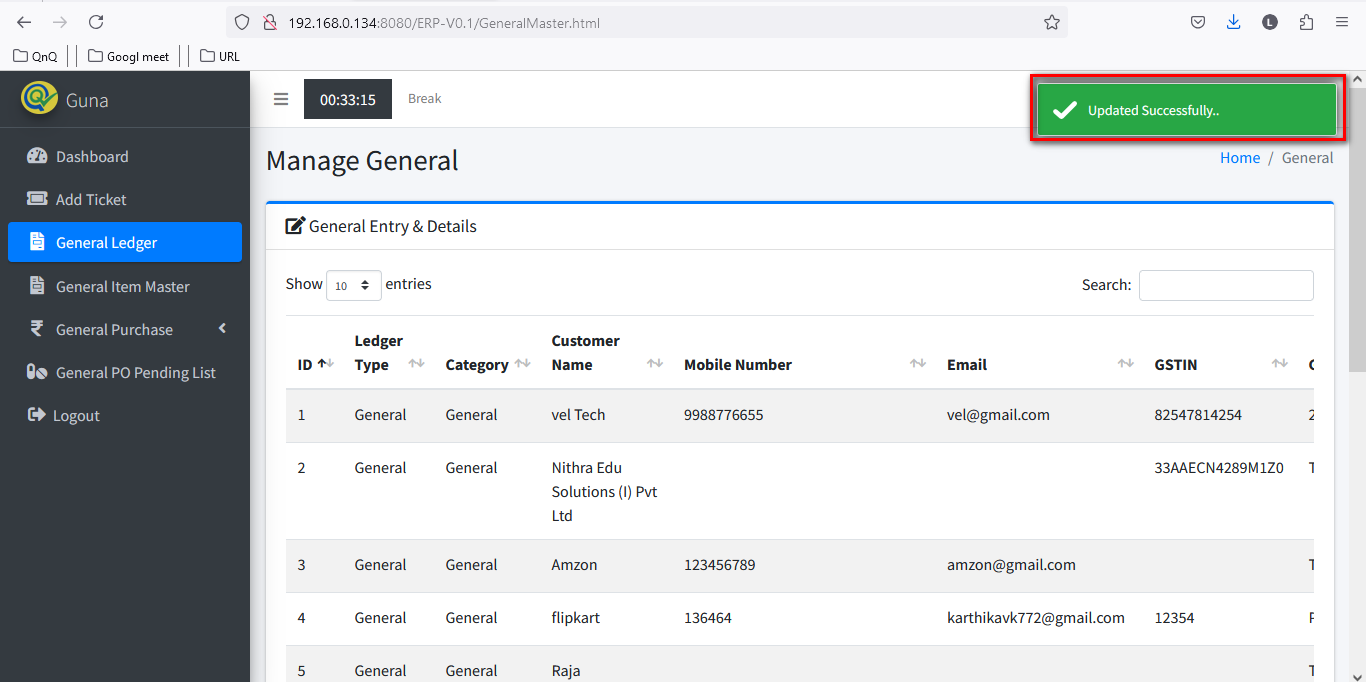 192.168.0.134:8080/ERP-V0.1/GeneralMaster.html
L
QnQ
Googl meet
URL
Guna
00:33:15
Break
Updated Successfully..
Dashboard
Add Ticket
General Ledger
General Item Master
General Purchase
General PO Pending List
Logout
Manage General
Home / General
General Entry & Details
Show 10 entries
Search:
ID Ledger Type Category Customer Name Mobile Number Email GSTIN
1 General General vel Tech 9988776655 vel@gmail.com 82547814254 2
2 General General Nithra Edu 33AAECN4289M1Z0 T
Solutions (I) Pvt
Ltd
3 General General Amzon 123456789 amzon@gmail.com T
4 General General flipkart 136464 karthikavk772@gmail.com 12354
5 General General Raja T